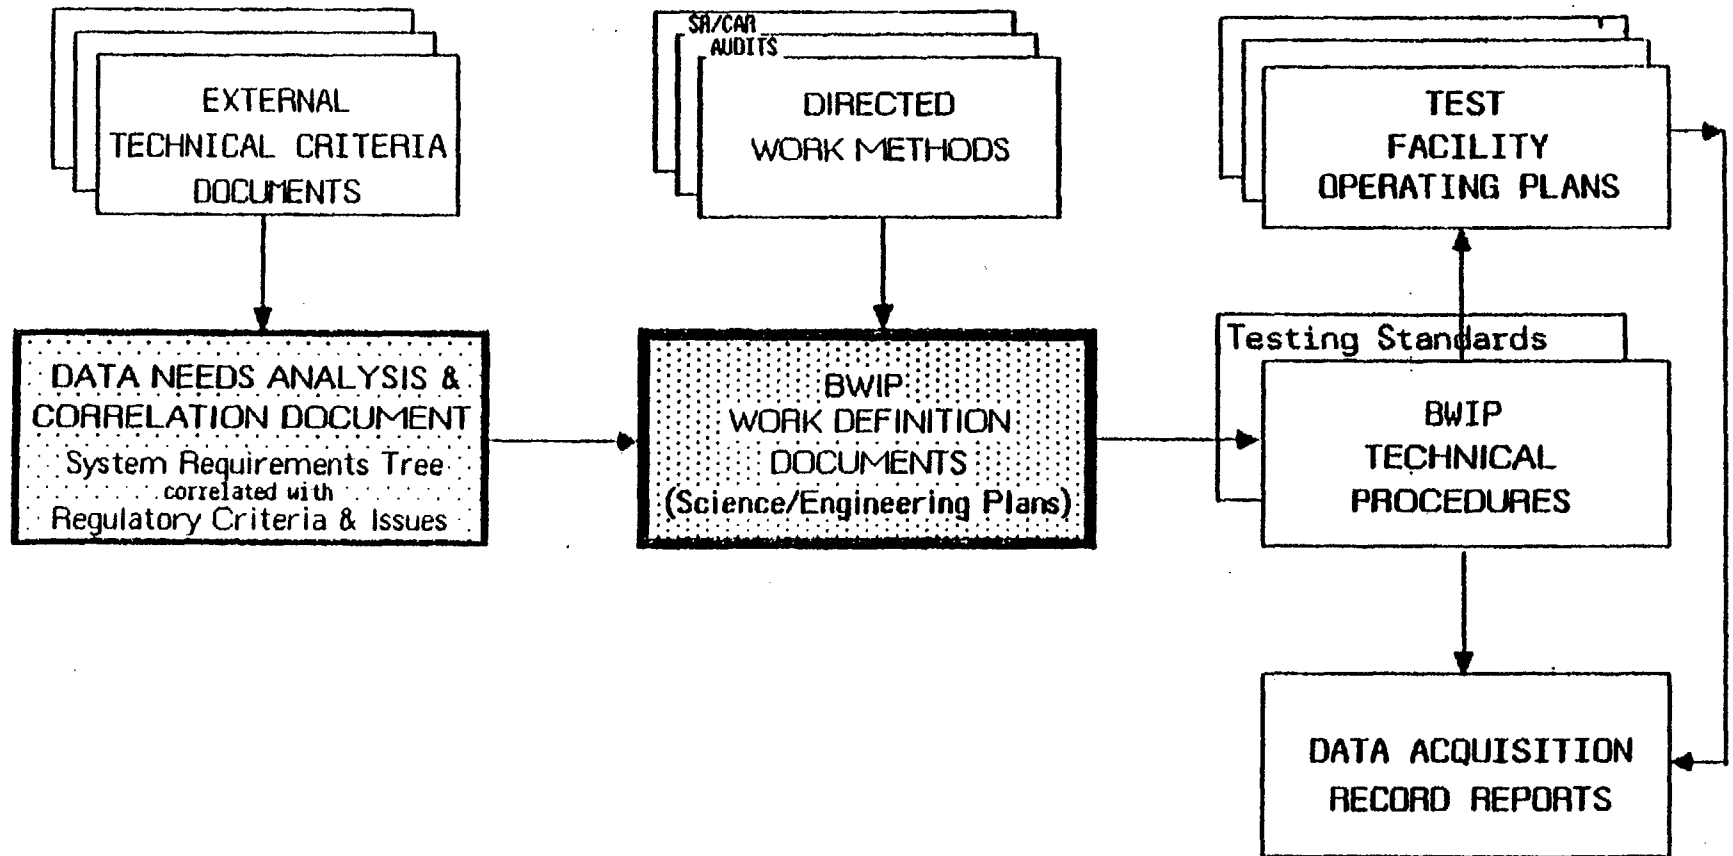 EXTERNAL
TECHNICAL CRITERIA
DOCUMENTS
SR/CAR
AUDITS
DIRECTED
WORK METHODS
TEST
FACILITY
OPERATING PLANS
DATA NEEDS ANALYSIS &
CORRELATION DOCUMENT
System Requirements Tree
correlated with
Regulatory Criteria & Issues
BWIP
WORK DEFINITION
DOCUMENTS
(Science/Engineering Plans)
Testing Standards
BWIP
TECHNICAL
PROCEDURES
DATA ACQUISITION
RECORD REPORTS